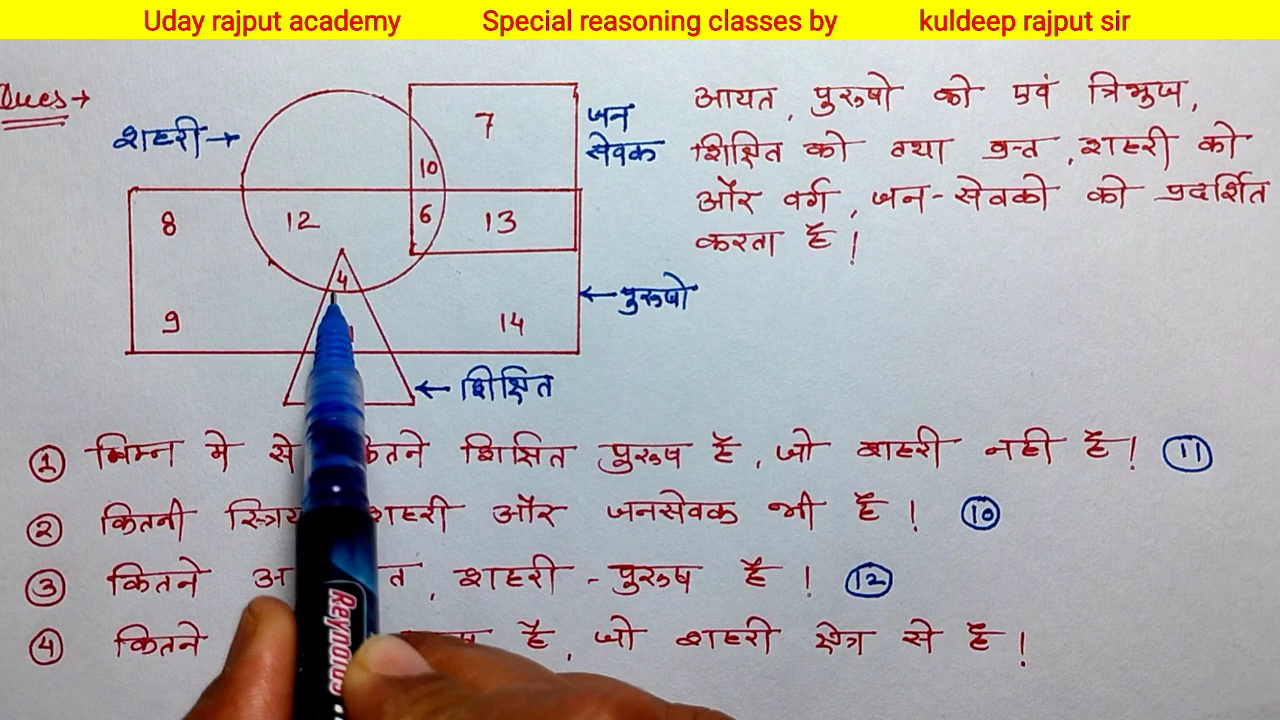 Uday rajput academy Special reasoning classes by kuldeep rajput sir
Ques→
शहरी→
जन
सेवक
7
10
8
12
6
13
4
9
14
←पुरुषो
←शिक्षित
आयत, पुरुषो को एवं त्रिभुज,
शिक्षित को तथा व्रन्त, शहरी को
और वर्ग, जन-सेवको को प्रदर्शित
करता है!
① निम्न मे से शिक्षित पुरुष है, जो शहरी नही है! ⑪
② कितनी शहरी और जनसेवक भी है! ⑩
③ कितने , शहरी - पुरुष है! ⑫
④ कितने है, जो शहरी क्षेत्र से है!
Reynolds